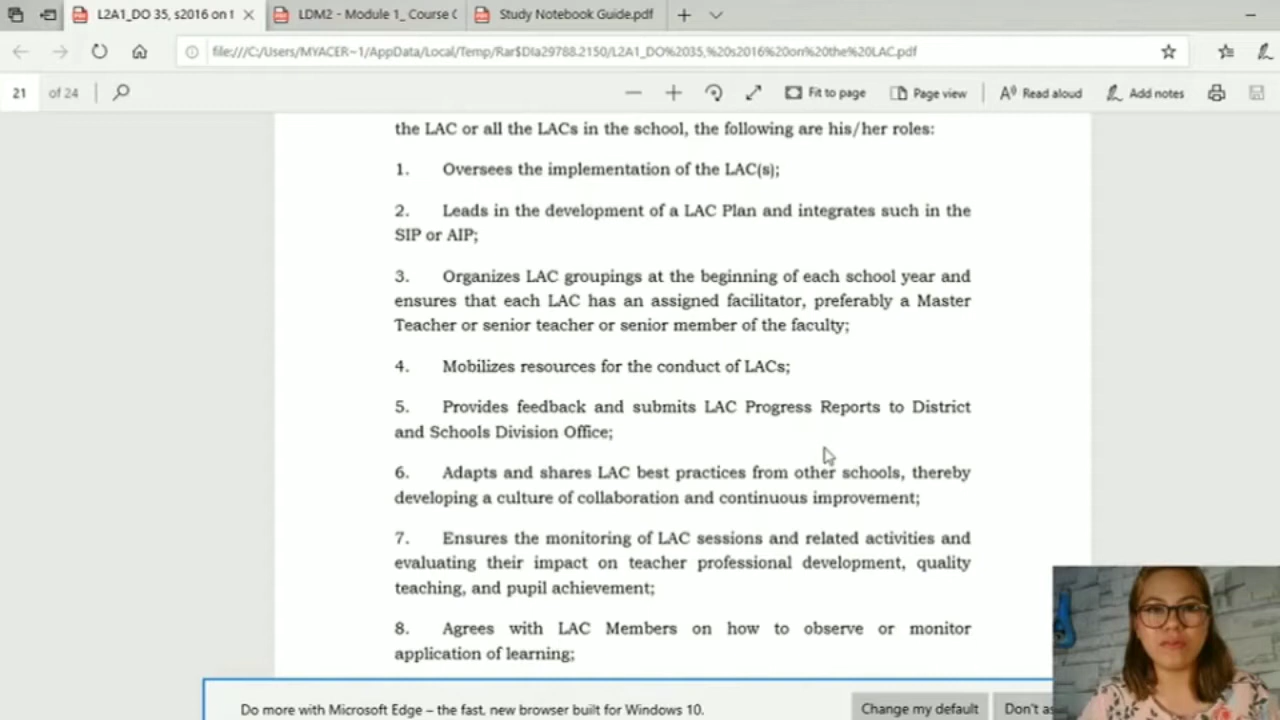 L2A1_DO 35, s2016 on t
LDM2 - Module 1_ Course C
Study Notebook Guide.pdf
file:///C:/Users/MYACER~1/AppData/Local/Temp/Rar$DIa29788.2150/L2A1_DO%2035,%20s2016%20on%20the%20LAC.pdf
21 of 24
Fit to page
Page view
Read aloud
Add notes
the LAC or all the LACs in the school, the following are his/her roles:
1. Oversees the implementation of the LAC(s);
2. Leads in the development of a LAC Plan and integrates such in the
SIP or AIP;
3. Organizes LAC groupings at the beginning of each school year and
ensures that each LAC has an assigned facilitator, preferably a Master
Teacher or senior teacher or senior member of the faculty;
4. Mobilizes resources for the conduct of LACs;
5. Provides feedback and submits LAC Progress Reports to District
and Schools Division Office;
6. Adapts and shares LAC best practices from other schools, thereby
developing a culture of collaboration and continuous improvement;
7. Ensures the monitoring of LAC sessions and related activities and
evaluating their impact on teacher professional development, quality
teaching, and pupil achievement;
8. Agrees with LAC Members on how to observe or monitor
application of learning;
Do more with Microsoft Edge – the fast, new browser built for Windows 10.
Change my default
Don't as